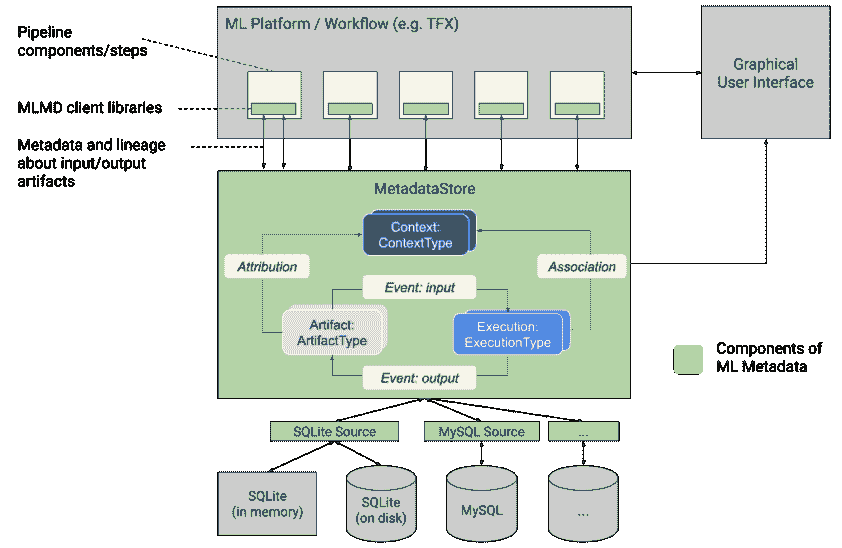 Pipeline
components/steps
ML Platform / Workflow (e.g. TFX)
Graphical
User Interface
MLMD client libraries
Metadata and lineage
about input/output
artifacts
MetadataStore
Context:
ContextType
Attribution
Association
Event: input
Artifact:
ArtifactType
Execution:
ExecutionType
Event: output
Components of
ML Metadata
SQLite Source
MySQL Source
...
SQLite
(in memory)
SQLite
(on disk)
MySQL
...